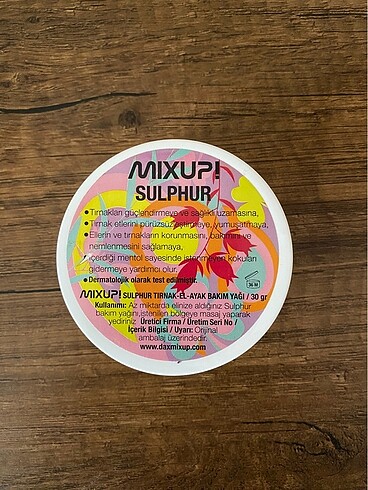 MIXUP!
SULPHUR
• Tırnakları güçlendirmeye ve sağlıklı uzamasına,
• Tırnak etlerini pürüzsüzleştirmeye, yumuşatmaya,
• Ellerin ve tırnakların korunmasını, bakımını ve
nemlenmesini sağlamaya,
• İçerdiği mentol sayesinde istenmeyen kokuları
gidermeye yardımcı olur.
• Dermatolojik olarak test edilmiştir.
36 M
MIXUP! SULPHUR TIRNAK-EL-AYAK BAKIM YAĞI / 30 gr
Kullanımı: Az miktarda elinize aldığınız Sulphur
bakım yağını,istenilen bölgeye masaj yaparak
yediriniz Üretici Firma / Üretim Seri No /
İçerik Bilgisi / Uyarı: Orijinal
ambalaj üzerindedir.
www.daxmixup.com